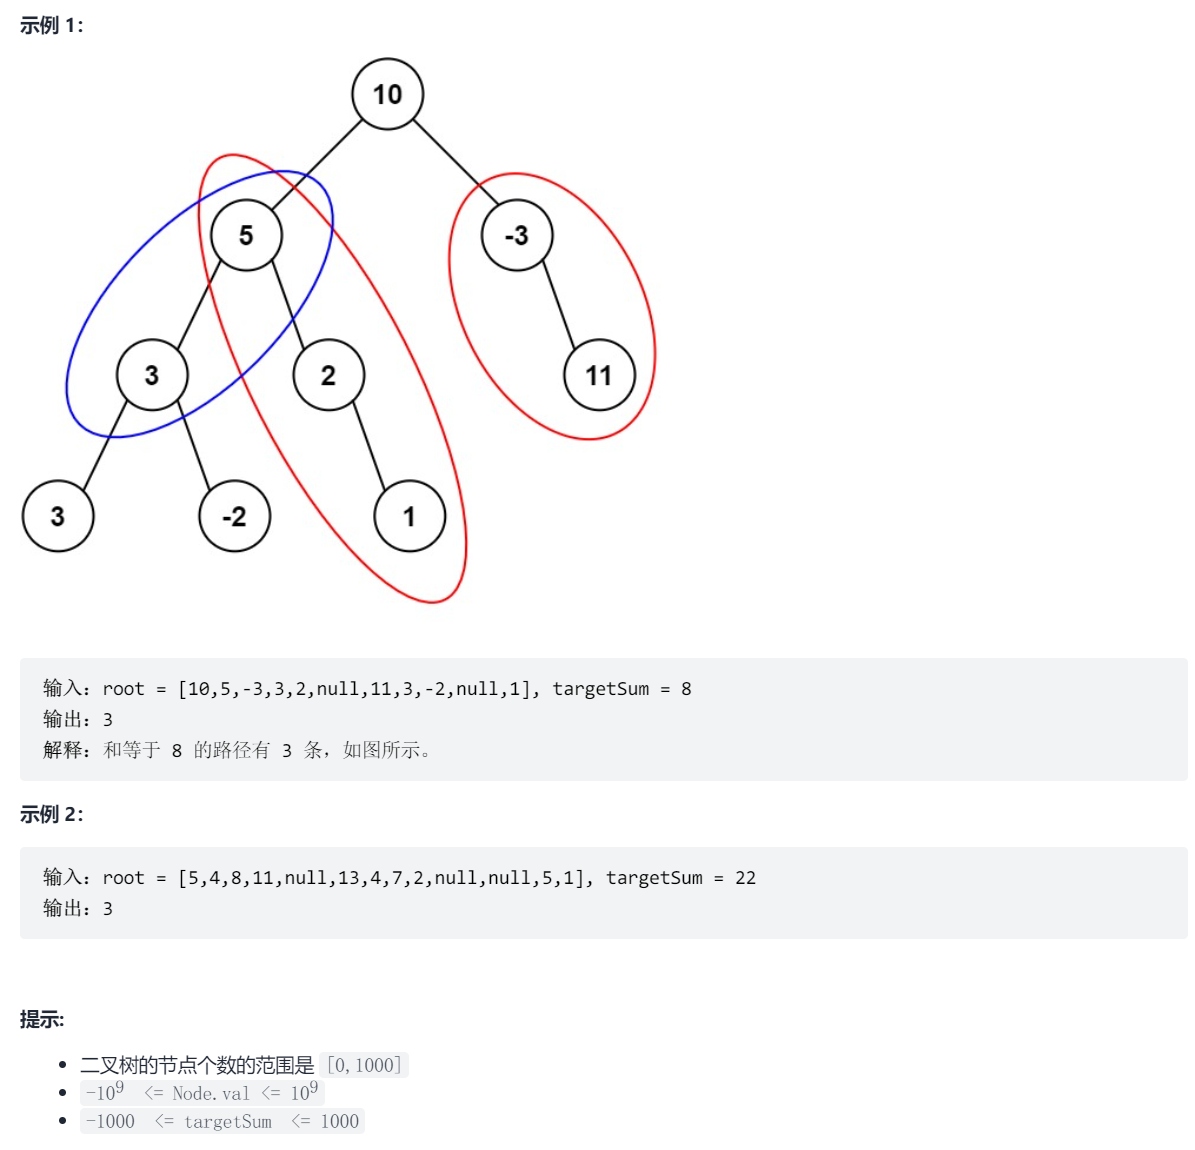 示例 1：
10
5
-3
3
2
11
3
-2
1
输入：root = [10,5,-3,3,2,null,11,3,-2,null,1], targetSum = 8
输出：3
解释：和等于 8 的路径有 3 条，如图所示。
示例 2：
输入：root = [5,4,8,11,null,13,4,7,2,null,null,5,1], targetSum = 22
输出：3
提示:
• 二叉树的节点个数的范围是 [0,1000]
• -10⁹ <= Node.val <= 10⁹
• -1000 <= targetSum <= 1000